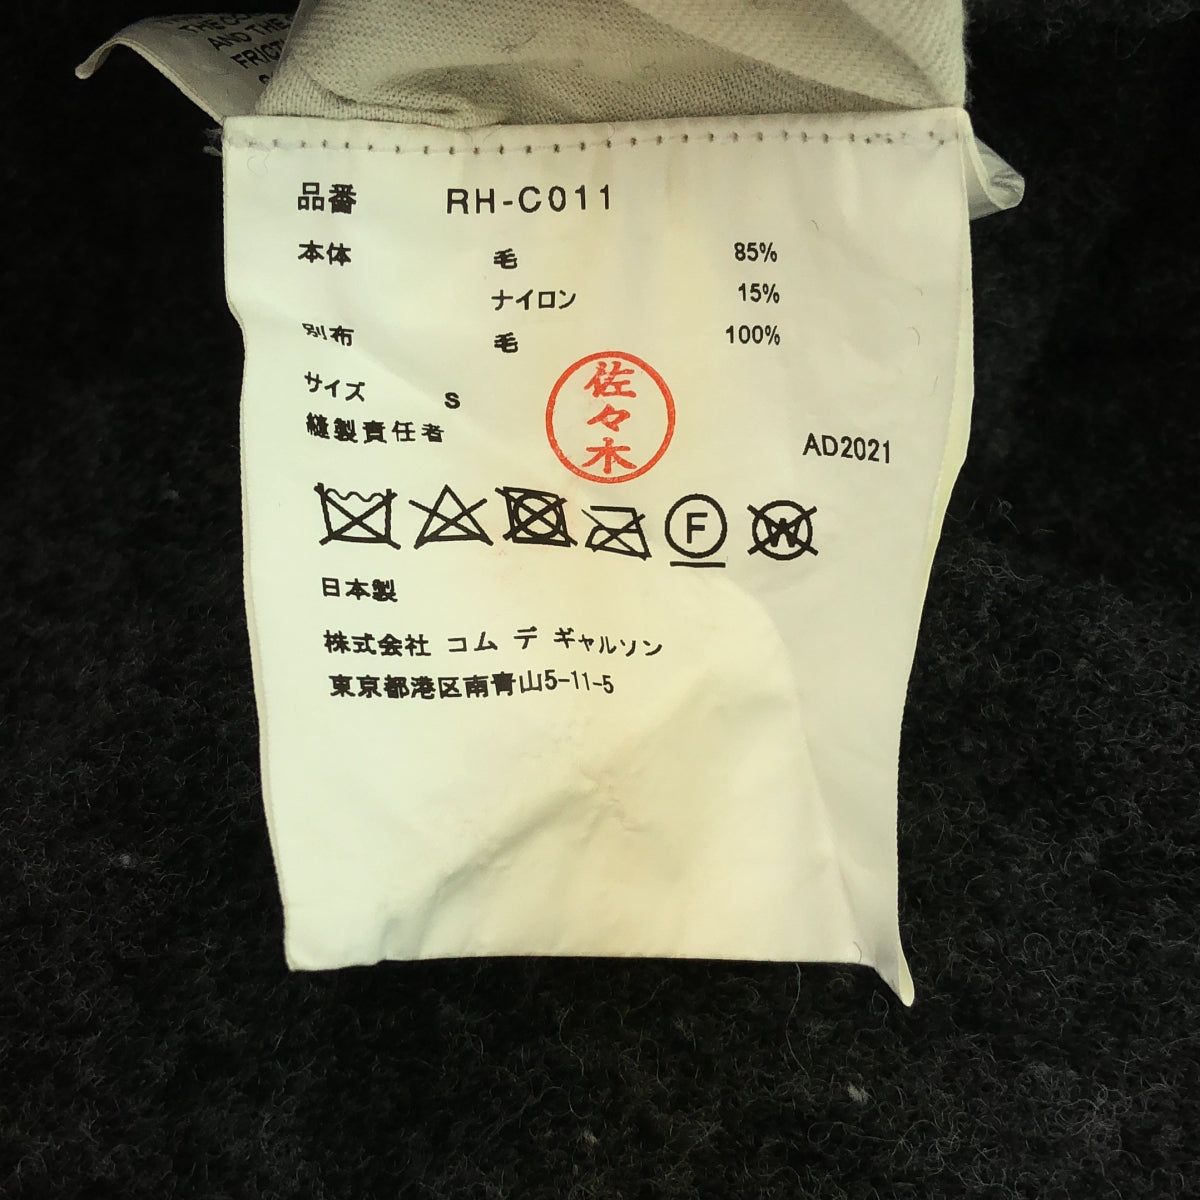 AND THE
品番 RH-C011
本体 毛 85%
ナイロン 15%
別布 毛 100%
サイズ S
縫製責任者 佐々木 AD2021
F W
日本製
株式会社 コム デ ギャルソン
東京都港区南青山5-11-5